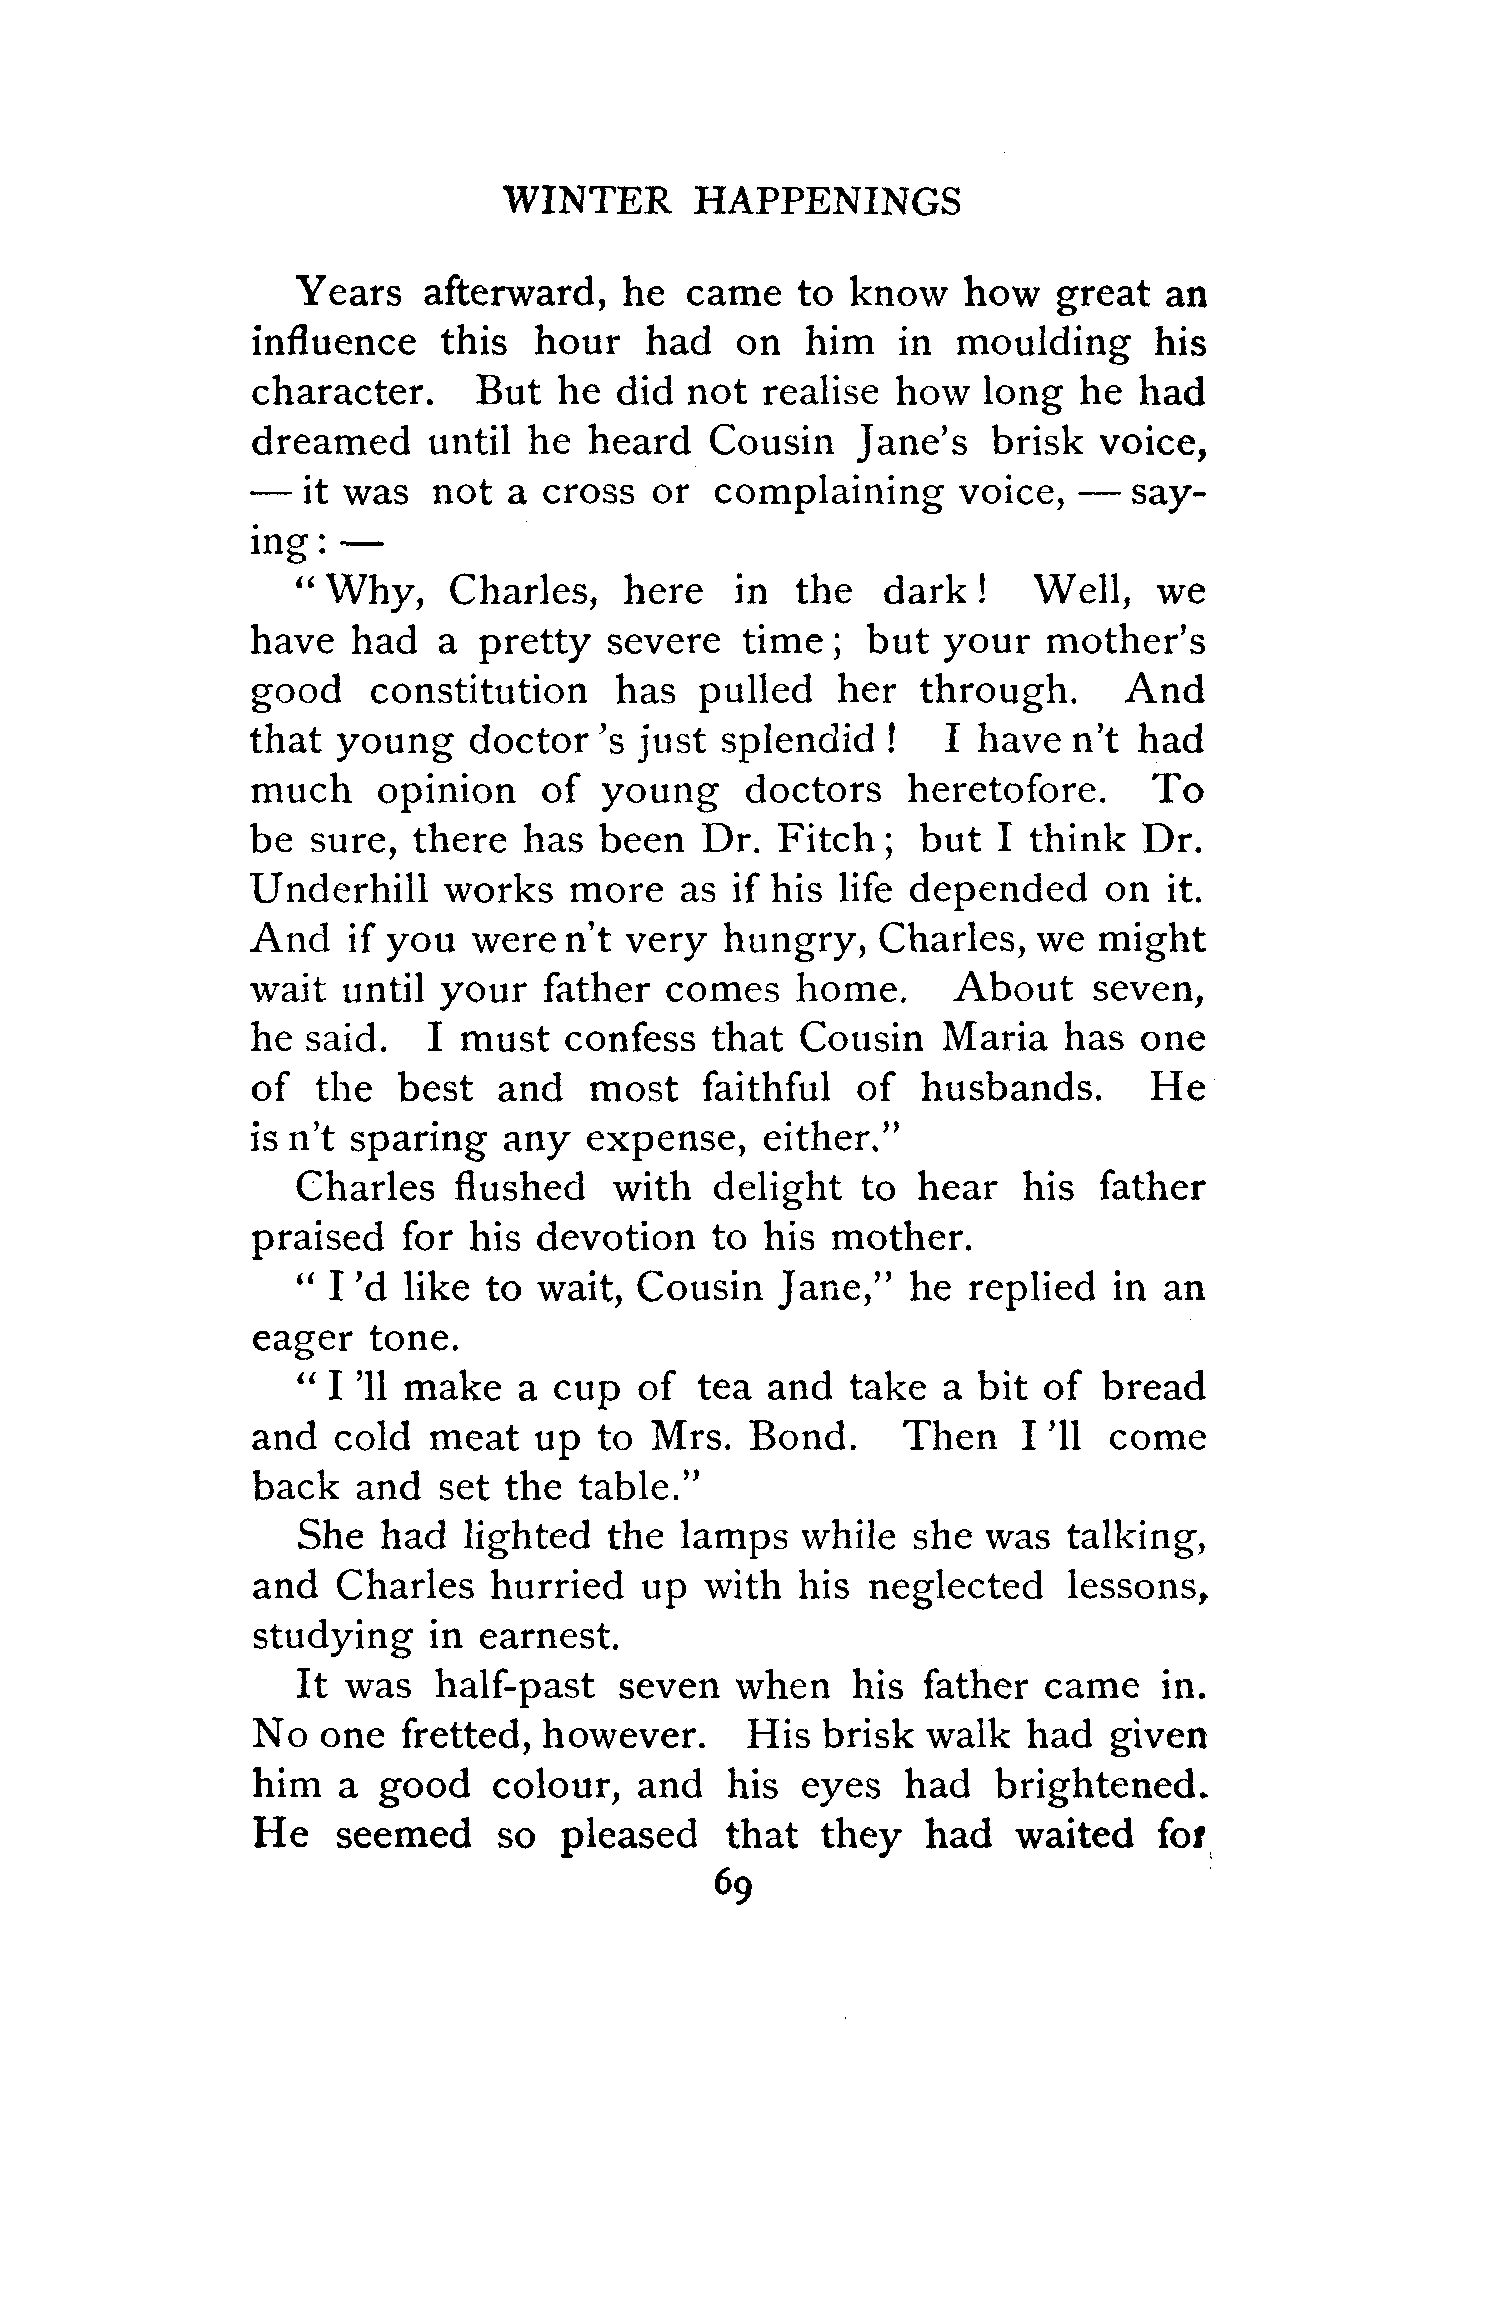 WINTER HAPPENINGS
Years afterward, he came to know how great an
influence this hour had on him in moulding his
character. But he did not realise how long he had
dreamed until he heard Cousin Jane's brisk voice,
— it was not a cross or complaining voice, — say-
ing: —
"Why, Charles, here in the dark! Well, we
have had a pretty severe time; but your mother's
good constitution has pulled her through. And
that young doctor 's just splendid! I have n't had
much opinion of young doctors heretofore. To
be sure, there has been Dr. Fitch; but I think Dr.
Underhill works more as if his life depended on it.
And if you were n't very hungry, Charles, we might
wait until your father comes home. About seven,
he said. I must confess that Cousin Maria has one
of the best and most faithful of husbands. He
is n't sparing any expense, either."
Charles flushed with delight to hear his father
praised for his devotion to his mother.
"I 'd like to wait, Cousin Jane," he replied in an
eager tone.
"I 'll make a cup of tea and take a bit of bread
and cold meat up to Mrs. Bond. Then I 'll come
back and set the table."
She had lighted the lamps while she was talking,
and Charles hurried up with his neglected lessons,
studying in earnest.
It was half-past seven when his father came in.
No one fretted, however. His brisk walk had given
him a good colour, and his eyes had brightened.
He seemed so pleased that they had waited for
69